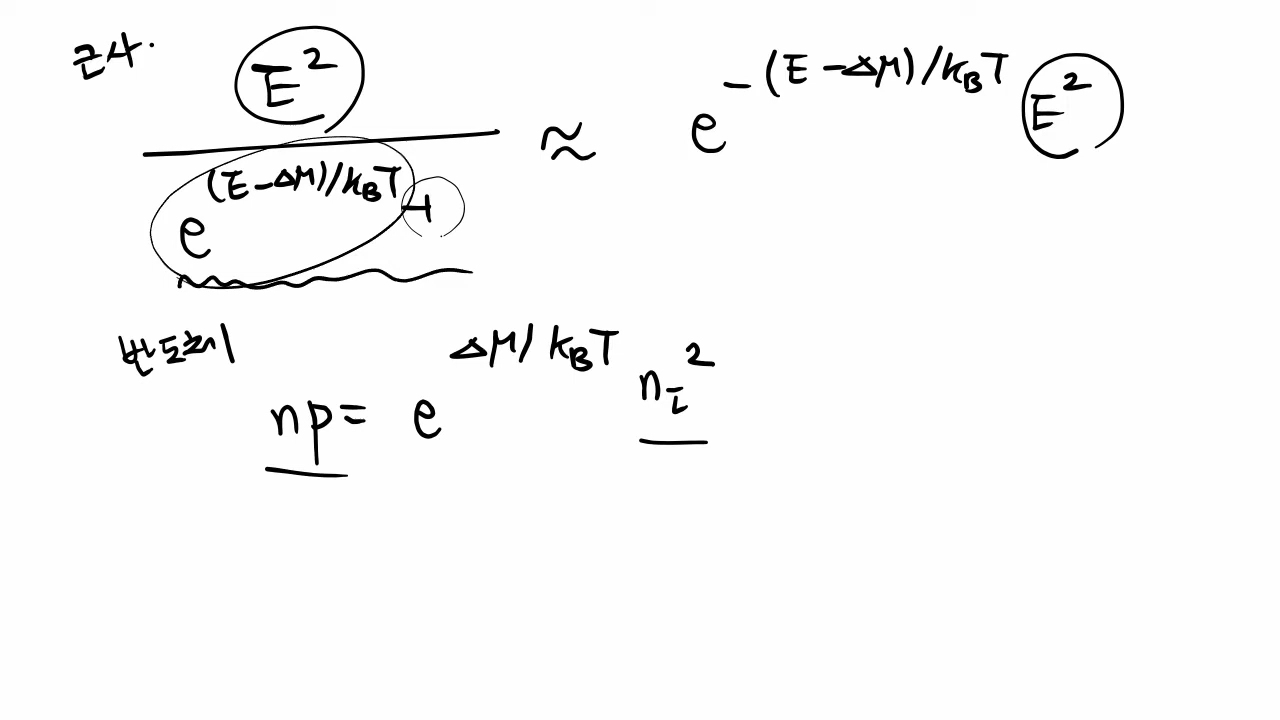 근사.
E² / e^((E-Δμ)/k_BT) -1 ≈ e^(-(E-Δμ)/k_BT) E²
반도체
np = e^(Δμ/k_BT) n_i²